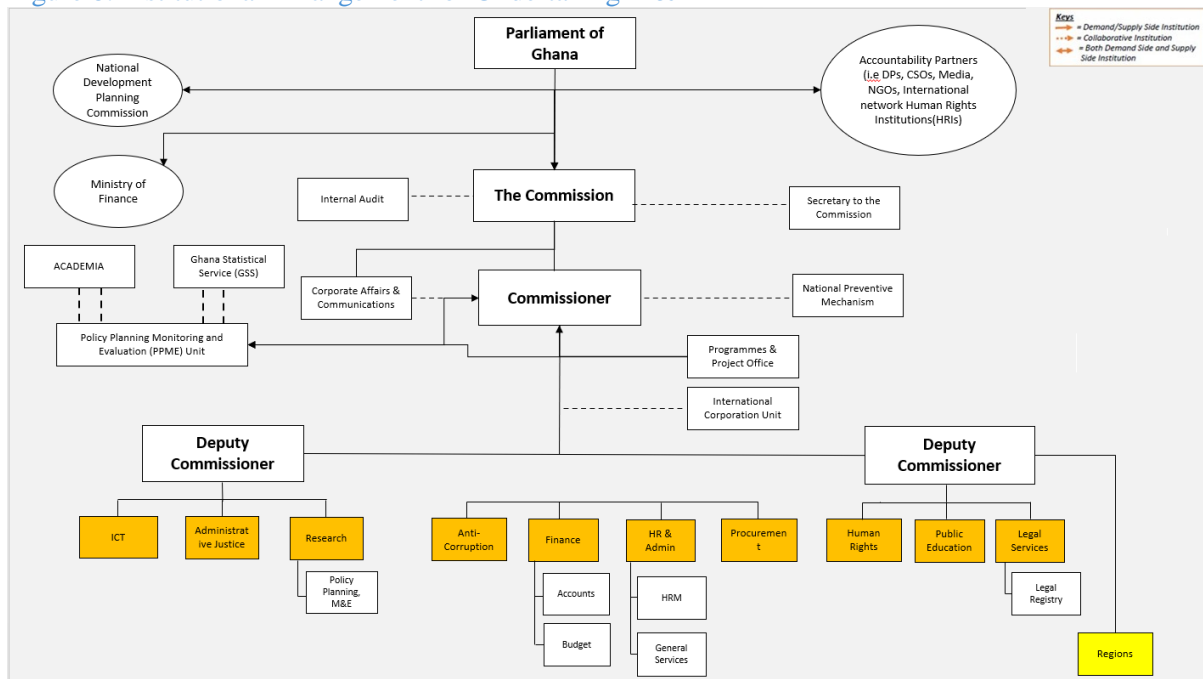 Parliament of
Ghana
Keys
= Demand/Supply Side Institution
= Collaborative Institution
= Both Demand Side and Supply
Side Institution
National
Development
Planning
Commission
Accountability Partners
(i.e DPs, CSOs, Media,
NGOs, International
network Human Rights
Institutions(HRIs)
Ministry of
Finance
Internal Audit
The Commission
Secretary to the
Commission
ACADEMIA
Ghana Statistical
Service (GSS)
Corporate Affairs &
Communications
Commissioner
National Preventive
Mechanism
Policy Planning Monitoring and
Evaluation (PPME) Unit
Programmes &
Project Office
International
Corporation Unit
Deputy
Commissioner
Deputy
Commissioner
ICT
Administrat
ive Justice
Research
Anti-
Corruption
Finance
HR &
Admin
Procuremen
t
Human
Rights
Public
Education
Legal
Services
Policy
Planning,
M&E
Accounts
HRM
Legal
Registry
Budget
General
Services
Regions